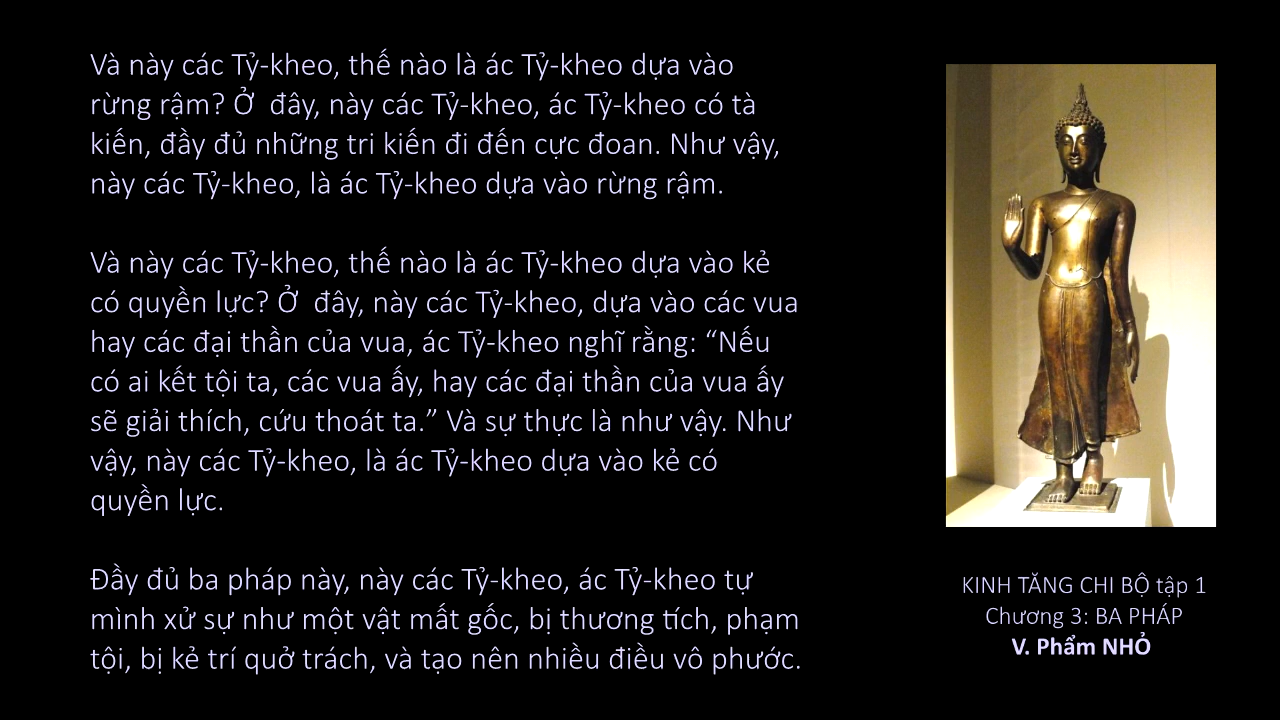 Và này các Tỷ-kheo, thế nào là ác Tỷ-kheo dựa vào
rừng rậm? Ở  đây, này các Tỷ-kheo, ác Tỷ-kheo có tà
kiến, đầy đủ những tri kiến đi đến cực đoan. Như vậy,
này các Tỷ-kheo, là ác Tỷ-kheo dựa vào rừng rậm.
Và này các Tỷ-kheo, thế nào là ác Tỷ-kheo dựa vào kẻ
có quyền lực? Ở  đây, này các Tỷ-kheo, dựa vào các vua
hay các đại thần của vua, ác Tỷ-kheo nghĩ rằng: “Nếu
có ai kết tội ta, các vua ấy, hay các đại thần của vua ấy
sẽ giải thích, cứu thoát ta.” Và sự thực là như vậy. Như
vậy, này các Tỷ-kheo, là ác Tỷ-kheo dựa vào kẻ có
quyền lực.
Đầy đủ ba pháp này, này các Tỷ-kheo, ác Tỷ-kheo tự
mình xử sự như một vật mất gốc, bị thương tích, phạm
tội, bị kẻ trí quở trách, và tạo nên nhiều điều vô phước.
KINH TĂNG CHI BỘ tập 1
Chương 3: BA PHÁP
V. Phẩm NHỎ